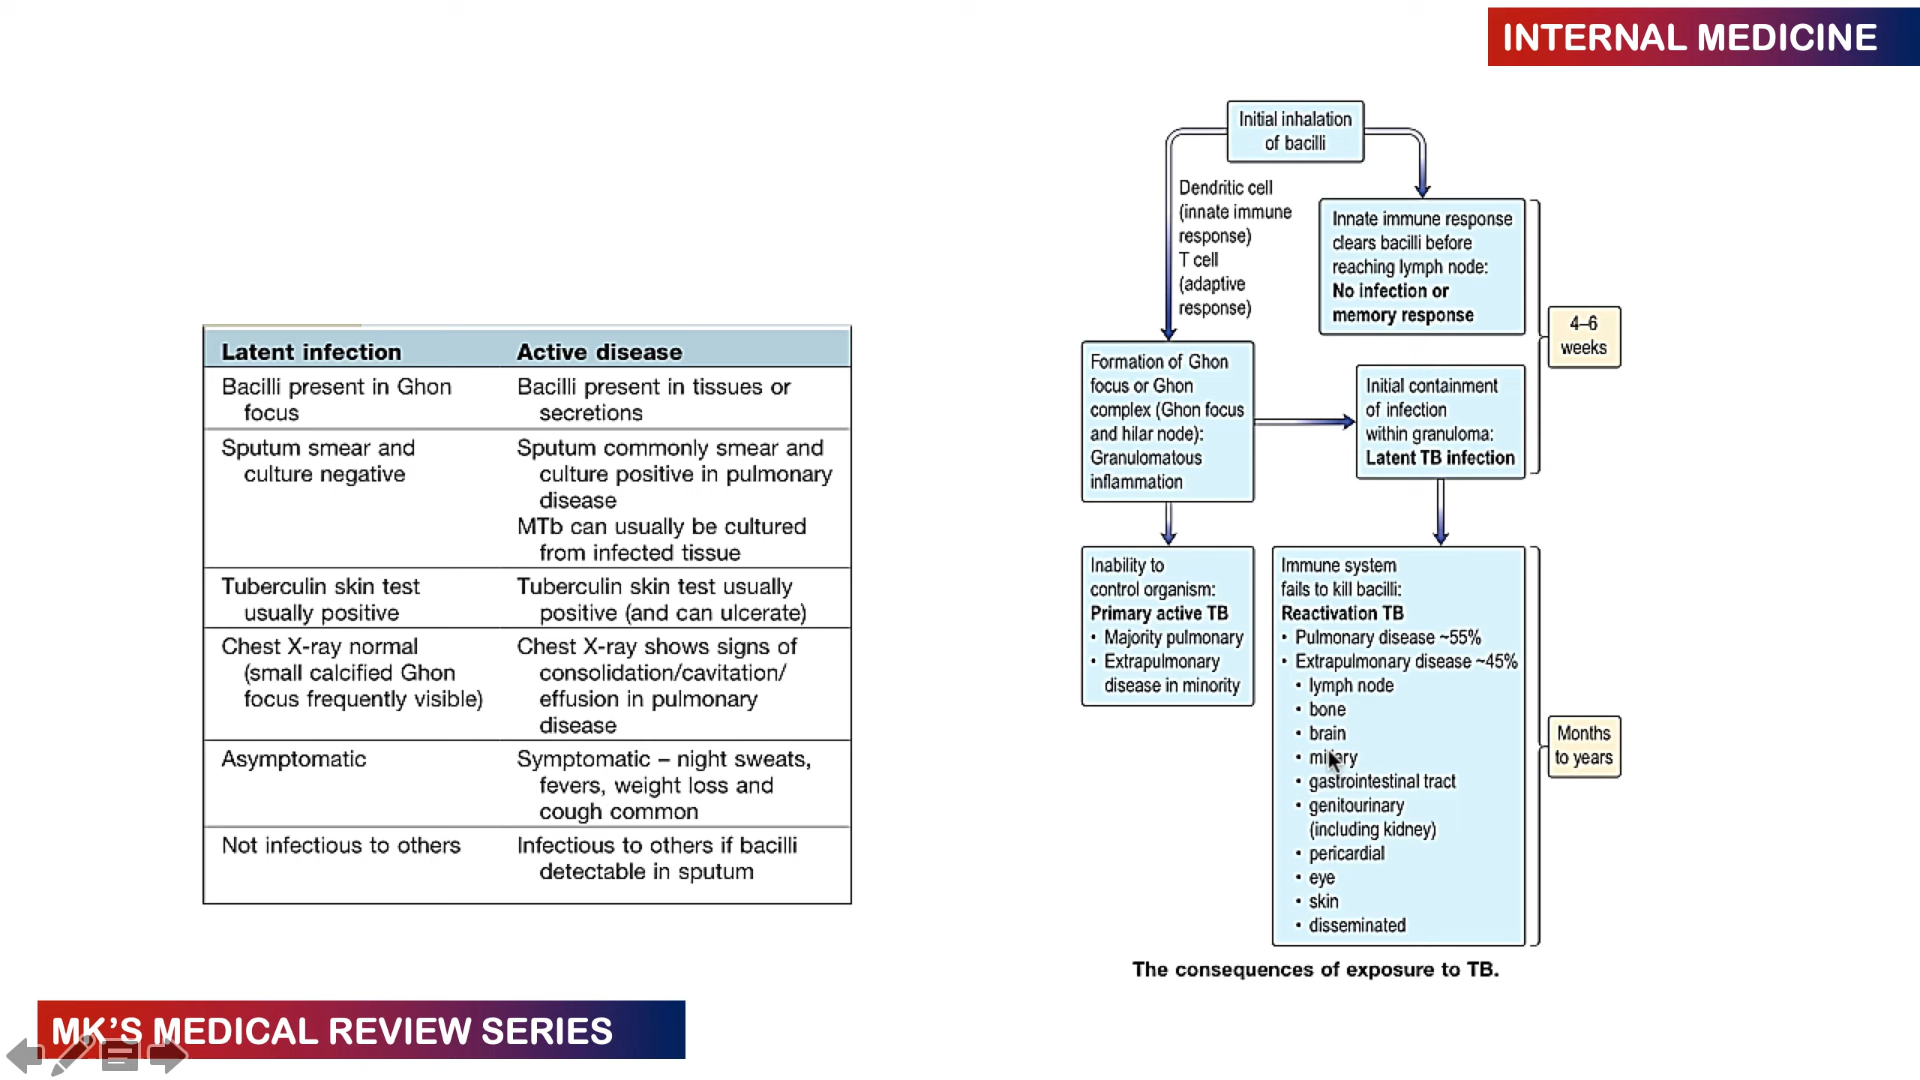 INTERNAL MEDICINE
Latent infection
Active disease
Bacilli present in Ghon
focus
Bacilli present in tissues or
secretions
Sputum smear and
culture negative
Sputum commonly smear and
culture positive in pulmonary
disease
MTb can usually be cultured
from infected tissue
Tuberculin skin test
usually positive
Tuberculin skin test usually
positive (and can ulcerate)
Chest X-ray normal
(small calcified Ghon
focus frequently visible)
Chest X-ray shows signs of
consolidation/cavitation/
effusion in pulmonary
disease
Asymptomatic
Symptomatic – night sweats,
fevers, weight loss and
cough common
Not infectious to others
Infectious to others if bacilli
detectable in sputum
Initial inhalation
of bacilli
Dendritic cell
(innate immune
response)
T cell
(adaptive
response)
Innate immune response
clears bacilli before
reaching lymph node:
No infection or
memory response
4–6
weeks
Formation of Ghon
focus or Ghon
complex (Ghon focus
and hilar node):
Granulomatous
inflammation
Initial containment
of infection
within granuloma:
Latent TB infection
Inability to
control organism:
Primary active TB
• Majority pulmonary
• Extrapulmonary
disease in minority
Immune system
fails to kill bacilli:
Reactivation TB
• Pulmonary disease ~55%
• Extrapulmonary disease ~45%
• lymph node
• bone
• brain
• miliary
• gastrointestinal tract
• genitourinary
(including kidney)
• pericardial
• eye
• skin
• disseminated
Months
to years
The consequences of exposure to TB.
MK’S MEDICAL REVIEW SERIES